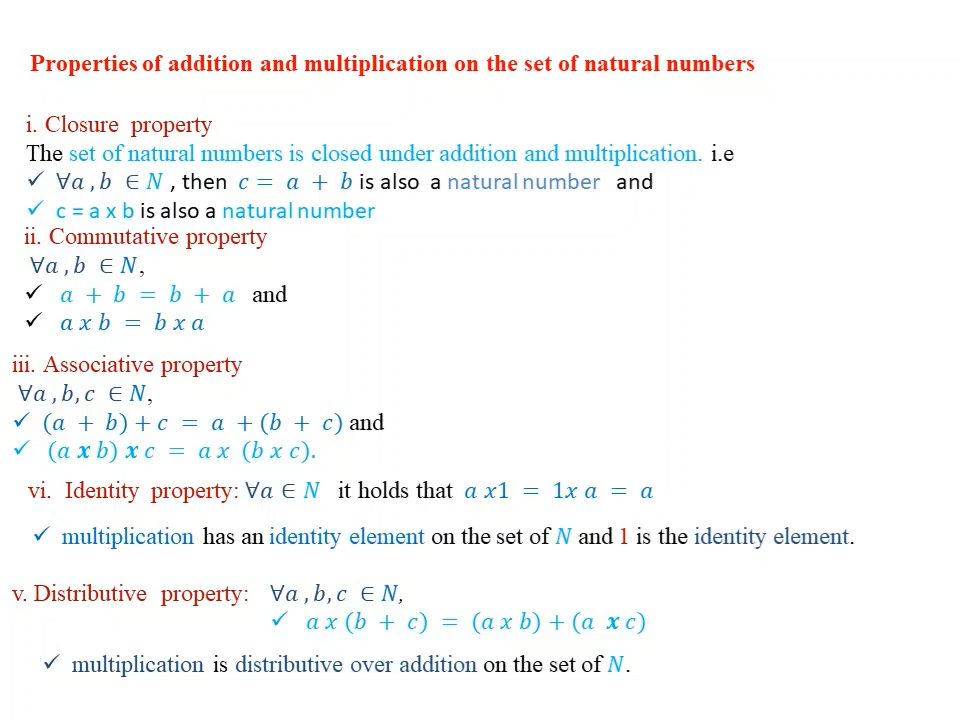 Properties of addition and multiplication on the set of natural numbers
i. Closure property
The set of natural numbers is closed under addition and multiplication. i.e
✓ ∀a , b ∈ N , then c = a + b is also a natural number and
✓ c = a x b is also a natural number
ii. Commutative property
∀a , b ∈ N,
✓ a + b = b + a and
✓ a x b = b x a
iii. Associative property
∀a , b, c ∈ N,
✓ (a + b) + c = a + (b + c) and
✓ (a x b) x c = a x (b x c).
vi. Identity property: ∀a ∈ N it holds that a x1 = 1x a = a
✓ multiplication has an identity element on the set of N and 1 is the identity element.
v. Distributive property: ∀a , b, c ∈ N,
✓ a x (b + c) = (a x b) + (a x c)
✓ multiplication is distributive over addition on the set of N.